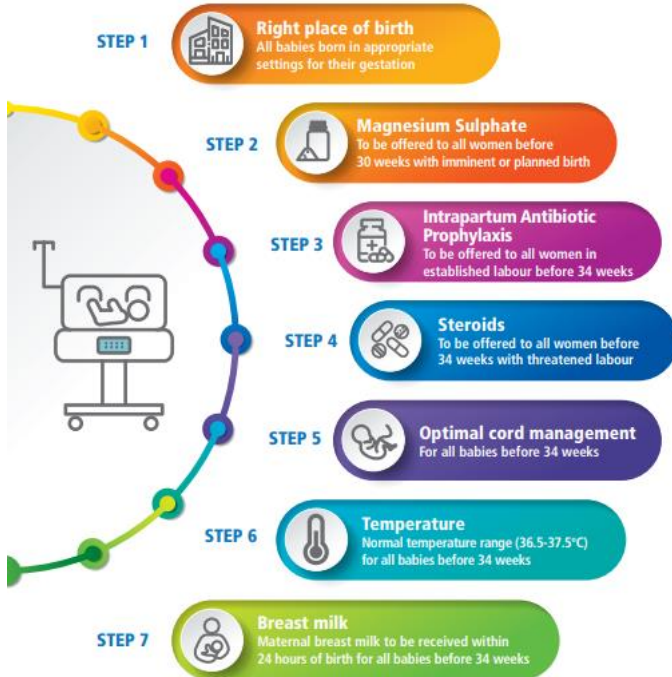 STEP 1
Right place of birth
All babies born in appropriate
settings for their gestation
STEP 2
Magnesium Sulphate
To be offered to all women before
30 weeks with imminent or planned birth
STEP 3
Intrapartum Antibiotic
Prophylaxis
To be offered to all women in
established labour before 34 weeks
STEP 4
Steroids
To be offered to all women before
34 weeks with threatened labour
STEP 5
Optimal cord management
For all babies before 34 weeks
STEP 6
Temperature
Normal temperature range (36.5-37.5°C)
for all babies before 34 weeks
STEP 7
Breast milk
Maternal breast milk to be received within
24 hours of birth for all babies before 34 weeks